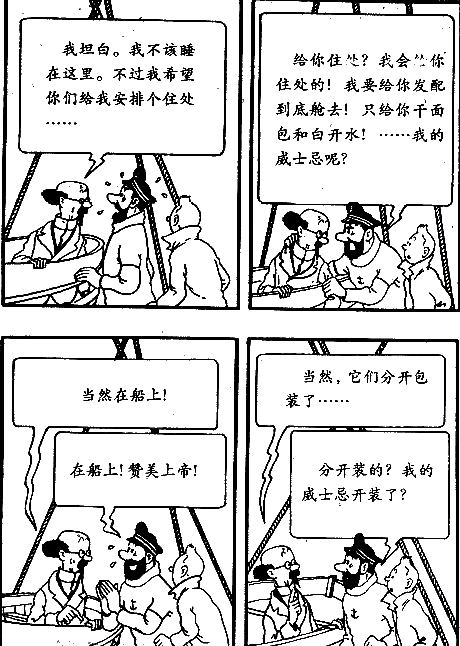 我坦白。我不该睡
在这里。不过我希望
你们给我安排个住处
……
给你住处？我会给你
住处的！我要给你发配
到底舱去！只给你干面
包和白开水！……我的
威士忌呢？
当然在船上！
在船上！赞美上帝！
当然，它们分开包
装了……
分开装的？我的
威士忌开装了？